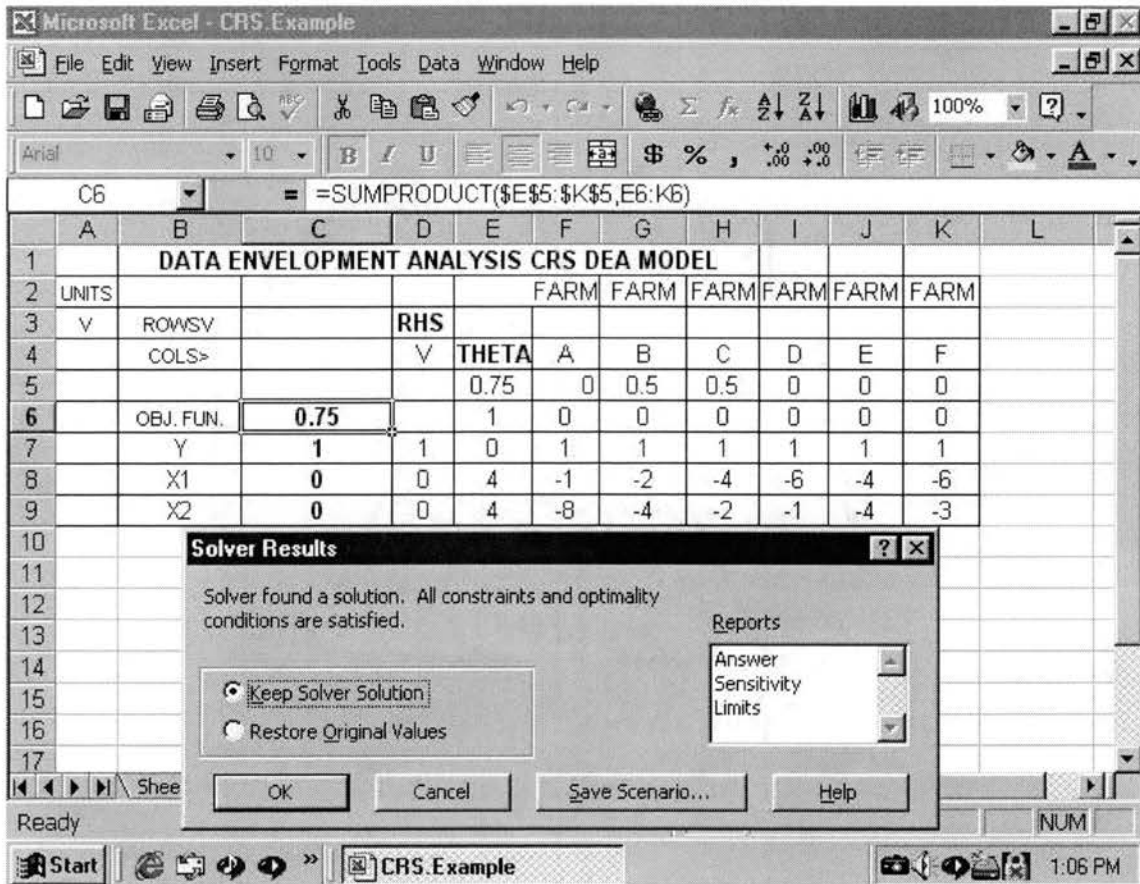 Microsoft Excel - CRS.Example
File Edit View Insert Format Tools Data Window Help
100%
Arial 10 B I U $ % , +.0 .00 .00 +.0 A
C6 = =SUMPRODUCT($E$5:$K$5,E6:K6)
A B C D E F G H I J K L
1 DATA ENVELOPMENT ANALYSIS CRS DEA MODEL
2 UNITS FARM FARM FARM FARM FARM FARM
3 V ROWSV RHS
4 COLS> V THETA A B C D E F
5 0.75 0 0.5 0.5 0 0 0
6 OBJ. FUN. 0.75 1 0 0 0 0 0 0
7 Y 1 1 0 1 1 1 1 1 1
8 X1 0 0 4 -1 -2 -4 -6 -4 -6
9 X2 0 0 4 -8 -4 -2 -1 -4 -3
10
11
12
13
14
15
16
17
Solver Results
Solver found a solution. All constraints and optimality
conditions are satisfied.
Reports
Answer
Sensitivity
Limits
Keep Solver Solution
Restore Original Values
OK Cancel Save Scenario... Help
Shee
Ready NUM
Start » CRS.Example 1:06 PM